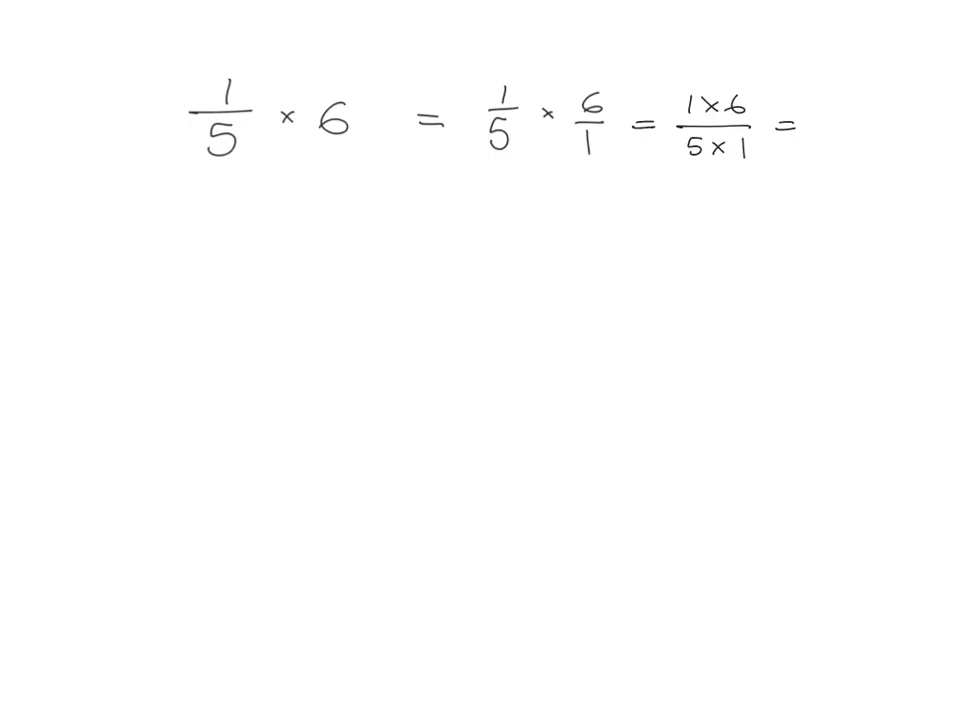 1/5 × 6 = 1/5 × 6/1 = 1×6/5×1 =